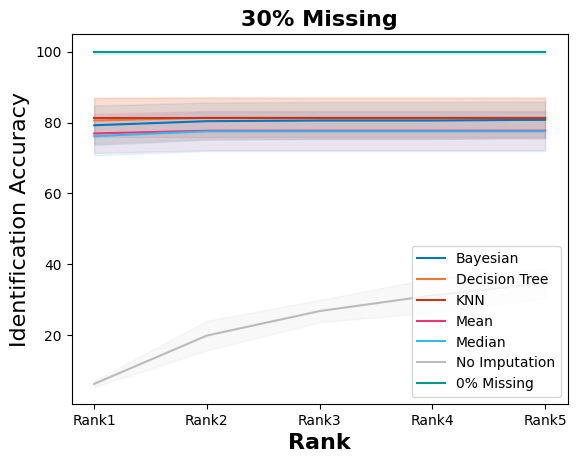 30% Missing
Identification Accuracy
100
80
60
40
20
Bayesian
Decision Tree
KNN
Mean
Median
No Imputation
0% Missing
Rank1 Rank2 Rank3 Rank4 Rank5
Rank